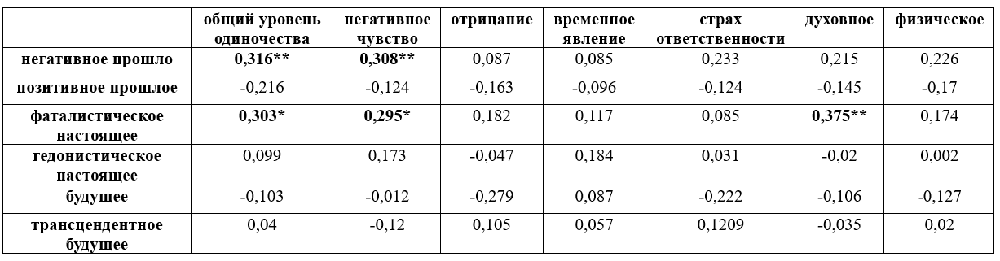 общий уровень одиночества | негативное чувство | отрицание | временное явление | страх ответственности | духовное | физическое
негативное прошло | 0,316** | 0,308** | 0,087 | 0,085 | 0,233 | 0,215 | 0,226
позитивное прошлое | -0,216 | -0,124 | -0,163 | -0,096 | -0,124 | -0,145 | -0,17
фаталистическое настоящее | 0,303* | 0,295* | 0,182 | 0,117 | 0,085 | 0,375** | 0,174
гедонистическое настоящее | 0,099 | 0,173 | -0,047 | 0,184 | 0,031 | -0,02 | 0,002
будущее | -0,103 | -0,012 | -0,279 | 0,087 | -0,222 | -0,106 | -0,127
трансцендентное будущее | 0,04 | -0,12 | 0,105 | 0,057 | 0,1209 | -0,035 | 0,02